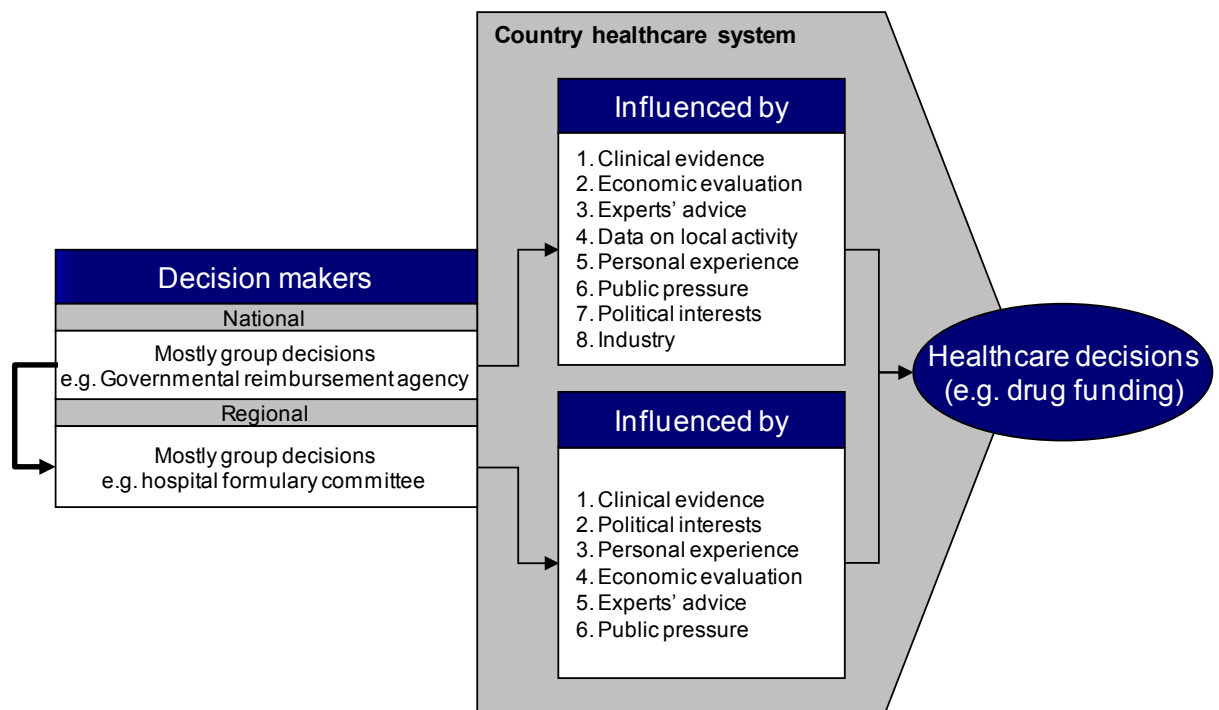 Country healthcare system
Influenced by
1. Clinical evidence
2. Economic evaluation
3. Experts' advice
4. Data on local activity
5. Personal experience
6. Public pressure
7. Political interests
8. Industry
Decision makers
National
Mostly group decisions
e.g. Governmental reimbursement agency
Regional
Mostly group decisions
e.g. hospital formulary committee
Influenced by
1. Clinical evidence
2. Political interests
3. Personal experience
4. Economic evaluation
5. Experts' advice
6. Public pressure
Healthcare decisions
(e.g. drug funding)